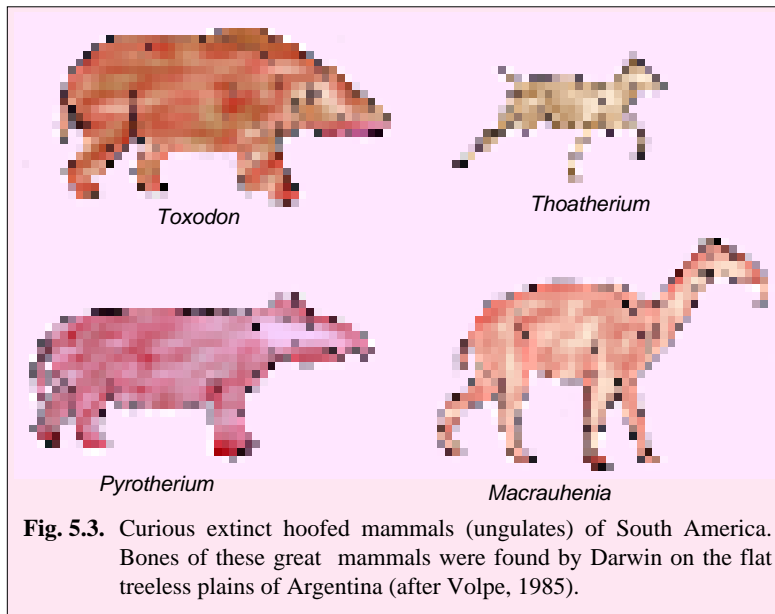 Toxodon
Thoatherium
Pyrotherium
Macrauhenia
Fig. 5.3. Curious extinct hoofed mammals (ungulates) of South America.
Bones of these great mammals were found by Darwin on the flat
treeless plains of Argentina (after Volpe, 1985).